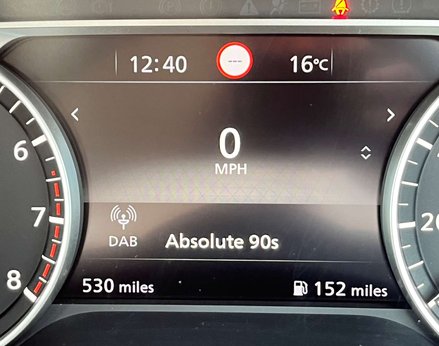 12:40 --- 16°C
0
MPH
6
7
8
DAB Absolute 90s
530 miles 152 miles